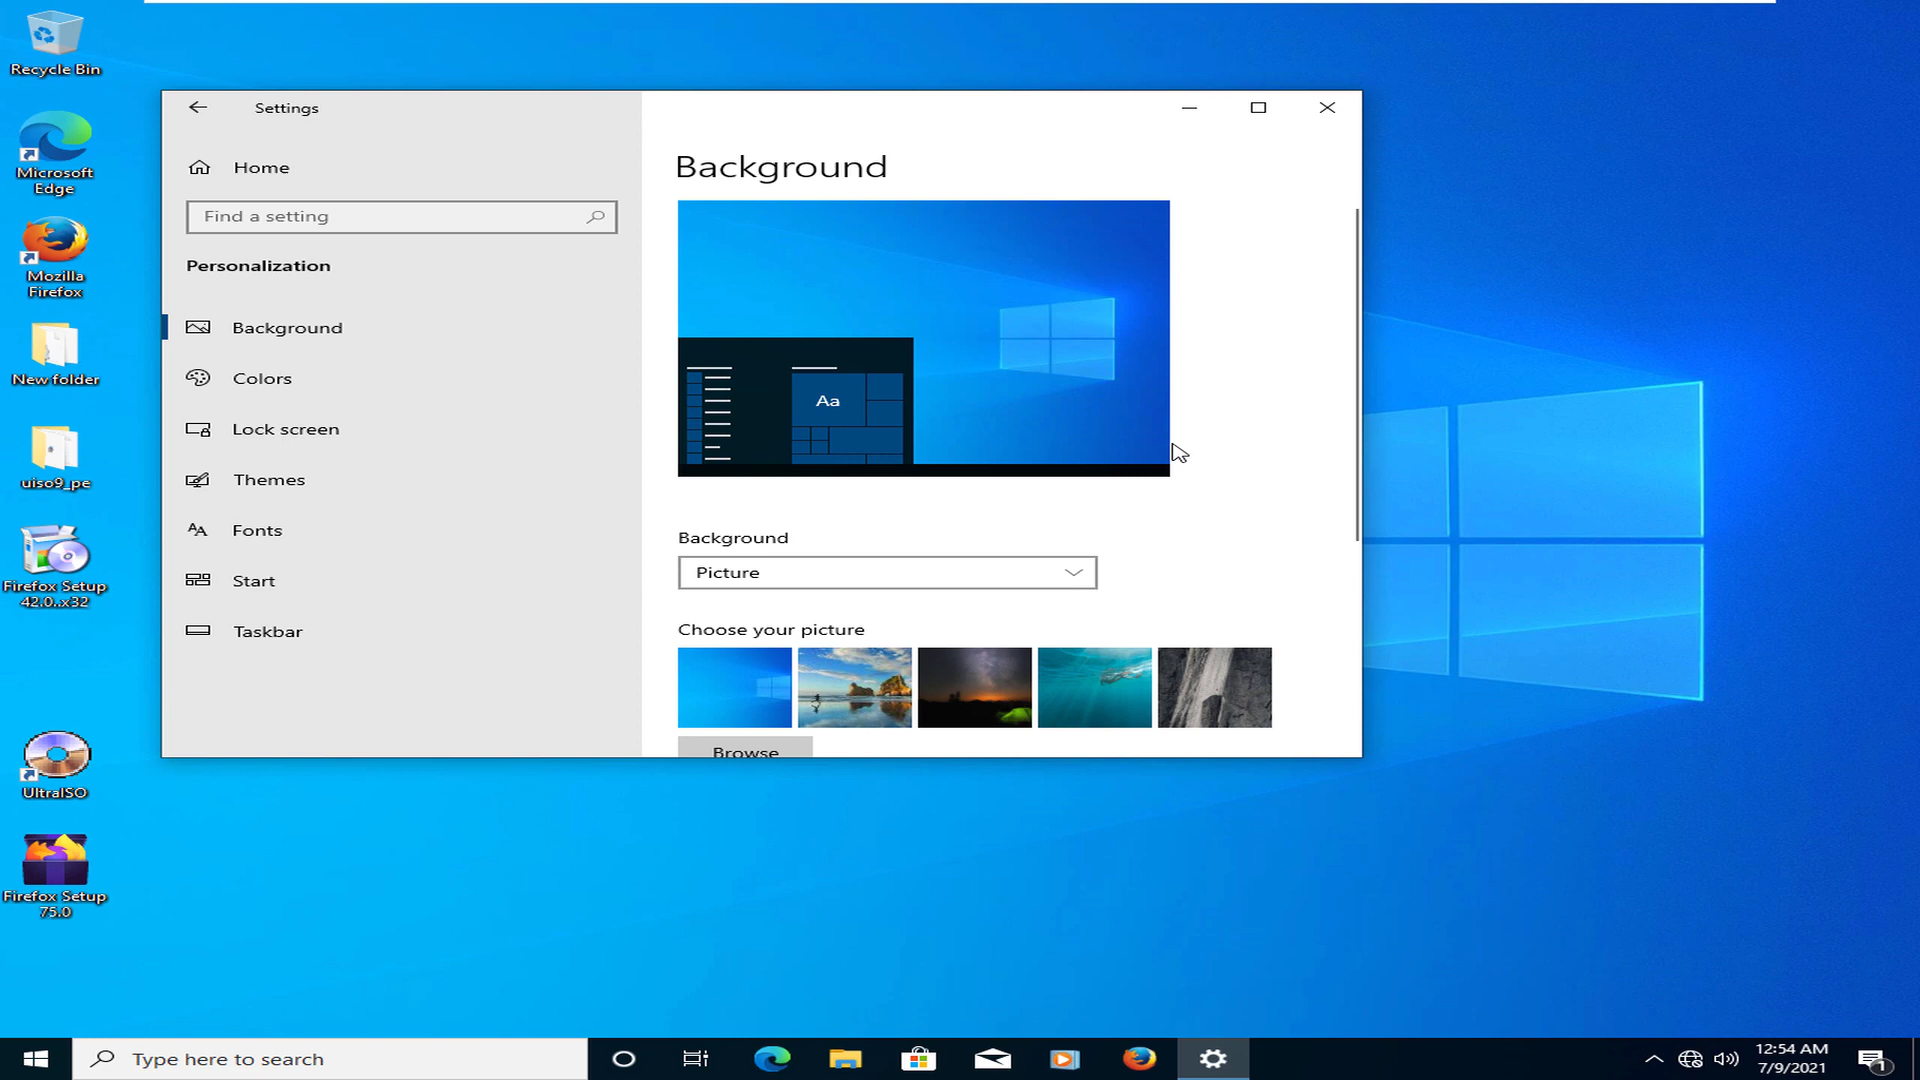 Recycle Bin
Microsoft
Edge
Mozilla
Firefox
New folder
uiso9_pe
Firefox Setup
42.0..x32
UltraISO
Firefox Setup
75.0
Settings
Home
Find a setting
Personalization
Background
Colors
Lock screen
Themes
Fonts
Start
Taskbar
Background
Aa
Background
Picture
Choose your picture
Browse
Type here to search
12:54 AM
7/9/2021
1